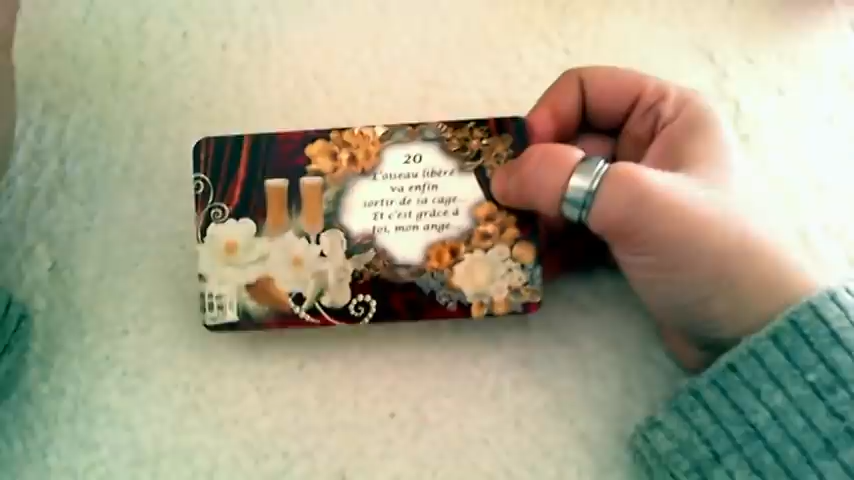 20
L'oiseau libéré
va enfin
sortir de sa cage...
Et c'est grâce à
toi, mon ange